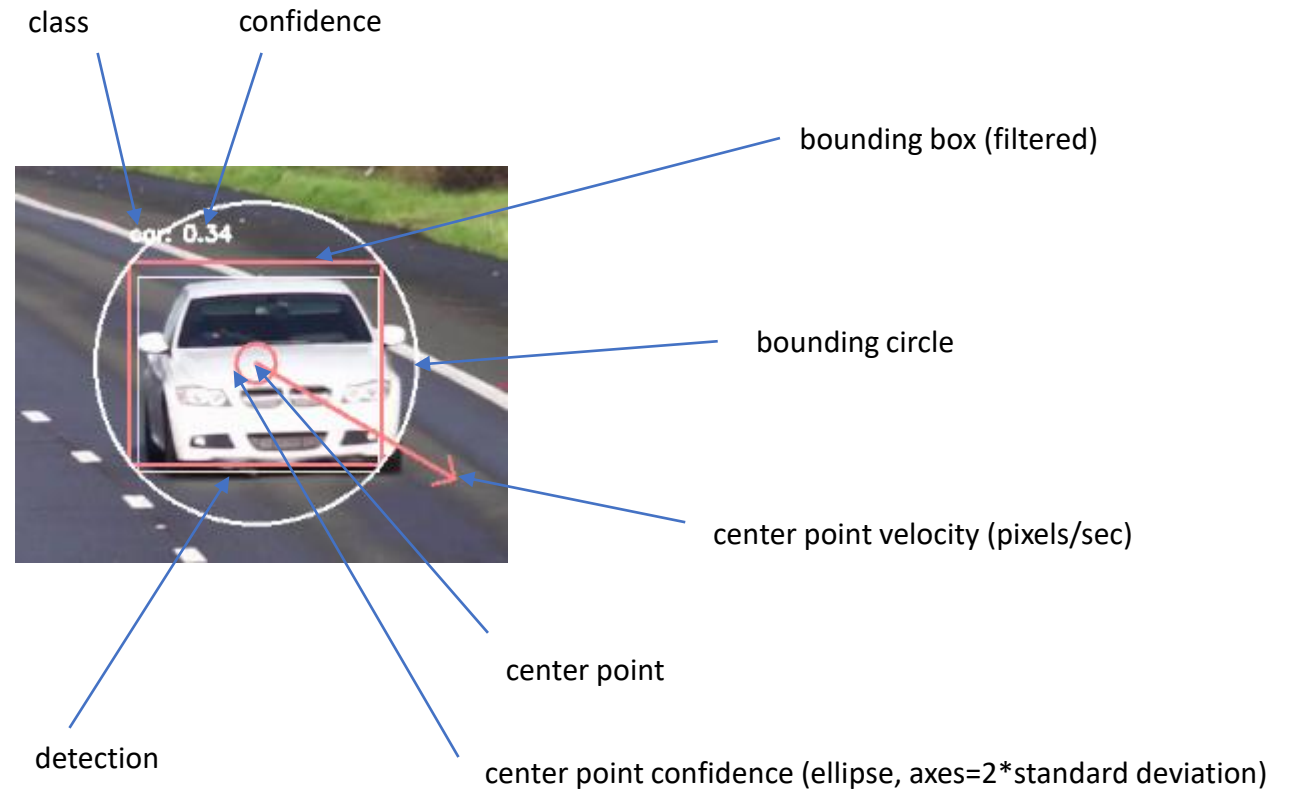 class
confidence
bounding box (filtered)
car: 0.34
bounding circle
center point velocity (pixels/sec)
center point
detection
center point confidence (ellipse, axes=2*standard deviation)